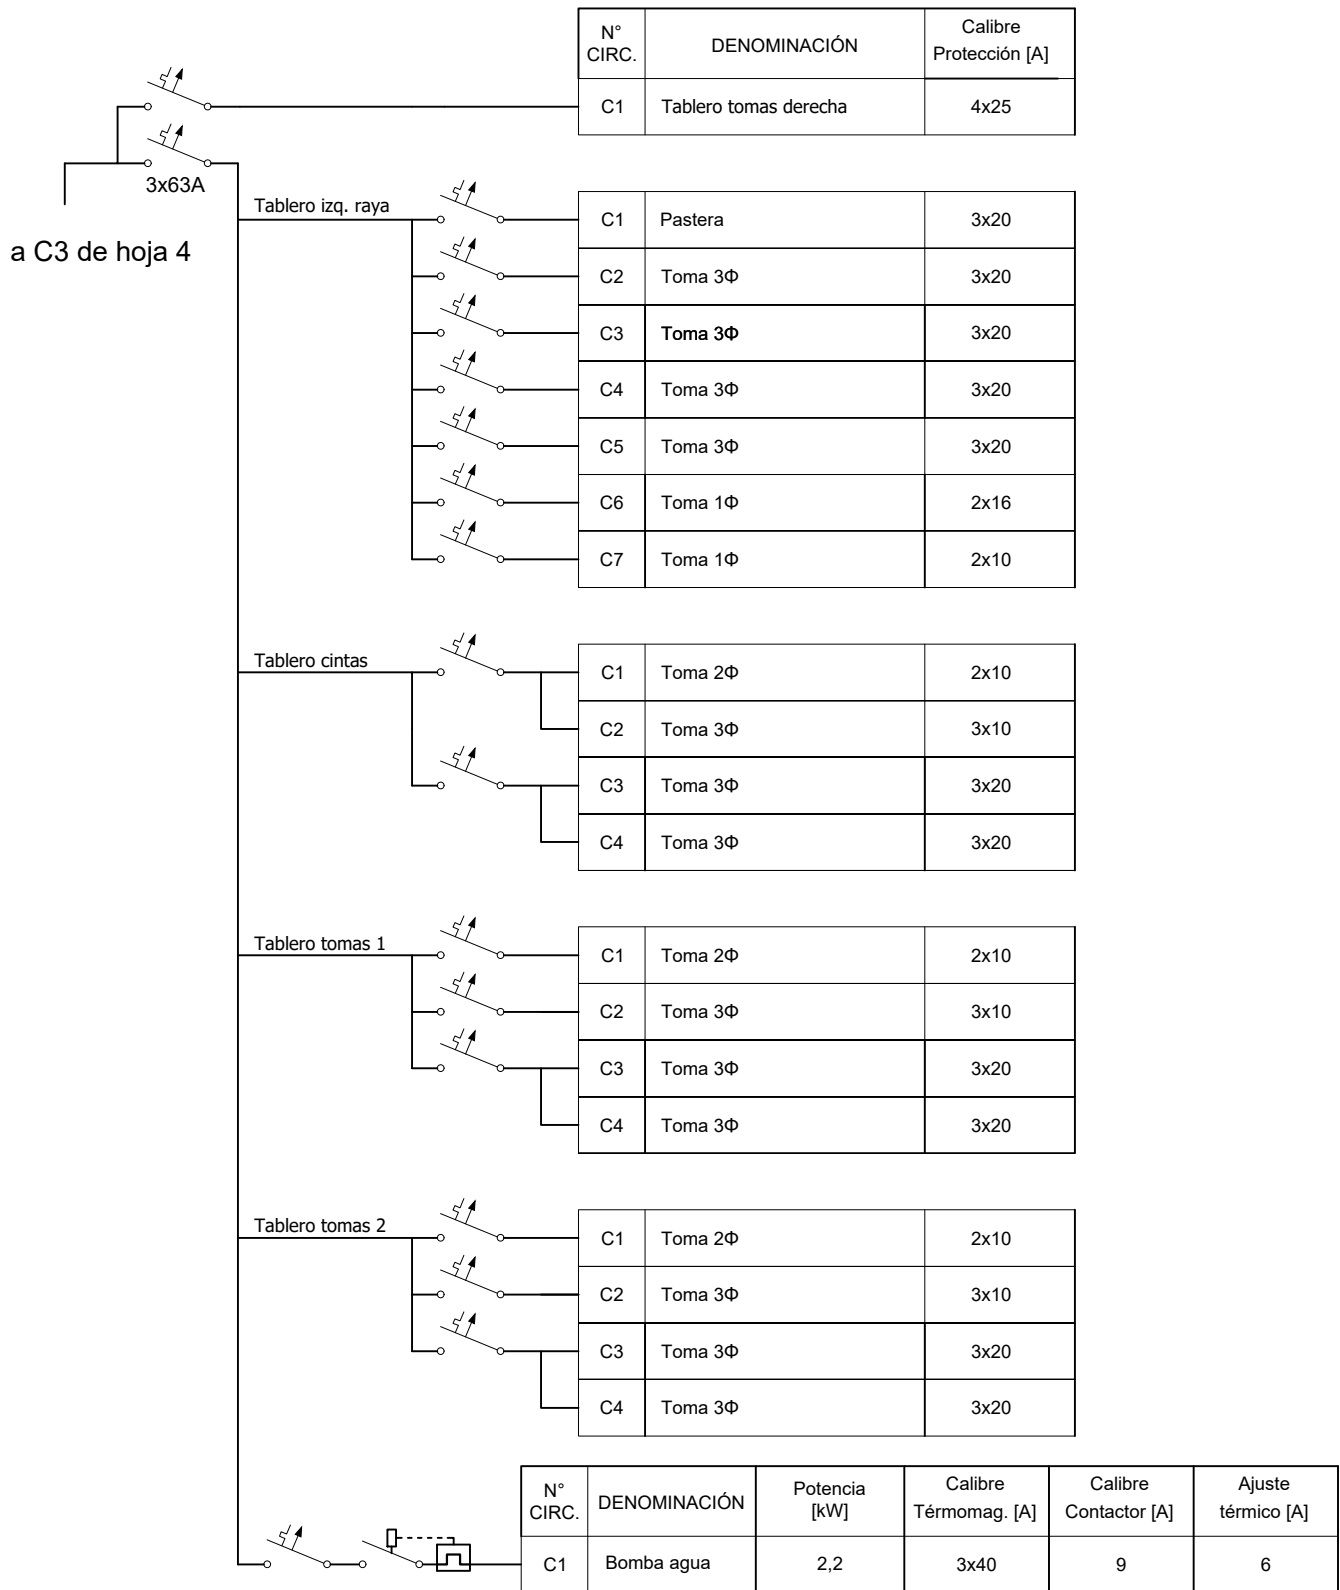 N° CIRC. DENOMINACIÓN Calibre Protección [A]
C1 Tablero tomas derecha 4x25
3x63A
a C3 de hoja 4
Tablero izq. raya
C1 Pastera 3x20
C2 Toma 3Φ 3x20
C3 Toma 3Φ 3x20
C4 Toma 3Φ 3x20
C5 Toma 3Φ 3x20
C6 Toma 1Φ 2x16
C7 Toma 1Φ 2x10
Tablero cintas
C1 Toma 2Φ 2x10
C2 Toma 3Φ 3x10
C3 Toma 3Φ 3x20
C4 Toma 3Φ 3x20
Tablero tomas 1
C1 Toma 2Φ 2x10
C2 Toma 3Φ 3x10
C3 Toma 3Φ 3x20
C4 Toma 3Φ 3x20
Tablero tomas 2
C1 Toma 2Φ 2x10
C2 Toma 3Φ 3x10
C3 Toma 3Φ 3x20
C4 Toma 3Φ 3x20
N° CIRC. DENOMINACIÓN Potencia [kW] Calibre Térmomag. [A] Calibre Contactor [A] Ajuste térmico [A]
C1 Bomba agua 2,2 3x40 9 6